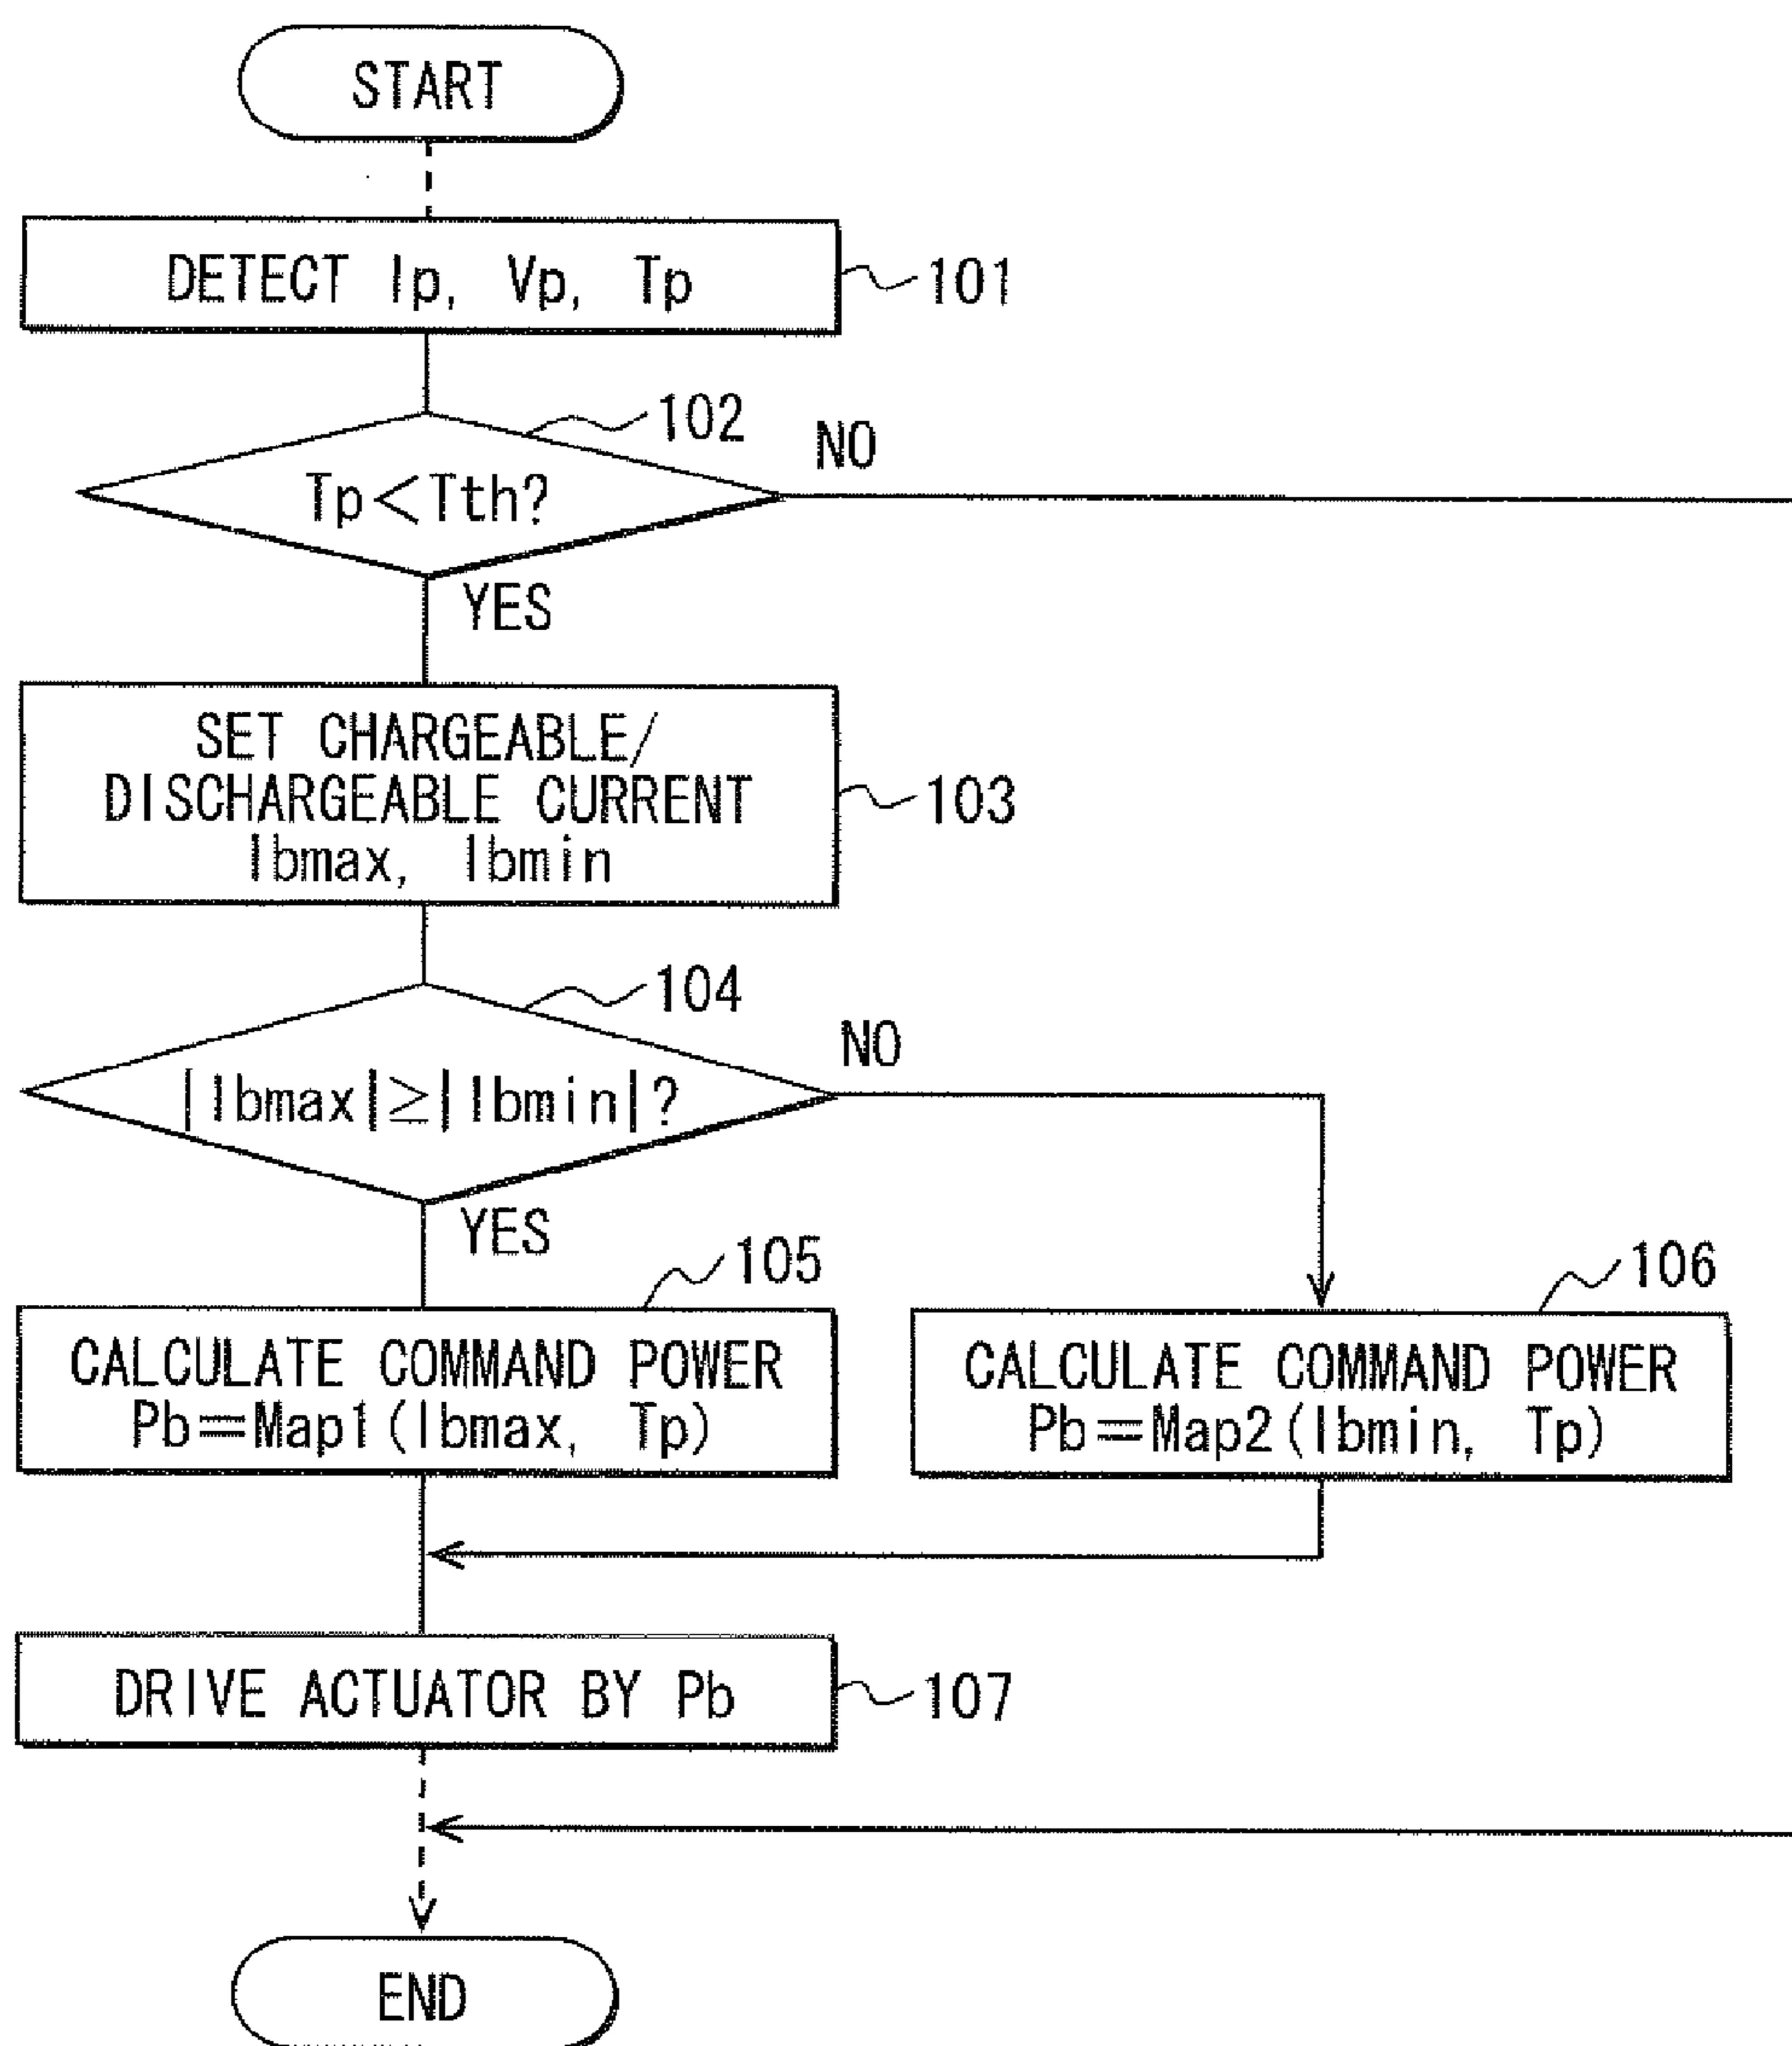 START
DETECT Ip, Vp, Tp
101
102
NO
Tp<Tth?
YES
SET CHARGEABLE/
DISCHARGEABLE CURRENT
Ibmax, Ibmin
103
104
NO
|Ibmax|≥|Ibmin|?
YES
105
106
CALCULATE COMMAND POWER
Pb=Map1(Ibmax, Tp)
CALCULATE COMMAND POWER
Pb=Map2(Ibmin, Tp)
DRIVE ACTUATOR BY Pb
107
END